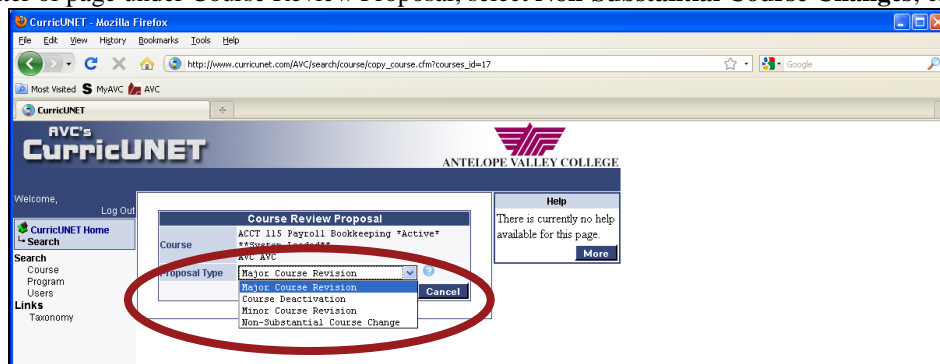 er of page under Course Review Proposal, select Non-Substantial Course Changes, c
CurricUNET - Mozilla Firefox
File Edit View History Bookmarks Tools Help
http://www.curricunet.com/AVC/search/course/copy_course.cfm?courses_id=17
Google
Most Visited MyAVC AVC
CurricUNET
AVC's
CurricUNET
ANTELOPE VALLEY COLLEGE
Welcome,
Log Out
CurricUNET Home
Search
Search
Course
Program
Users
Links
Taxonomy
Course Review Proposal
Course
ACCT 115 Payroll Bookkeeping *Active*
**System Loaded**
AVC AVC
Proposal Type
Major Course Revision
Major Course Revision
Course Deactivation
Minor Course Revision
Non-Substantial Course Change
Cancel
Help
There is currently no help
available for this page.
More